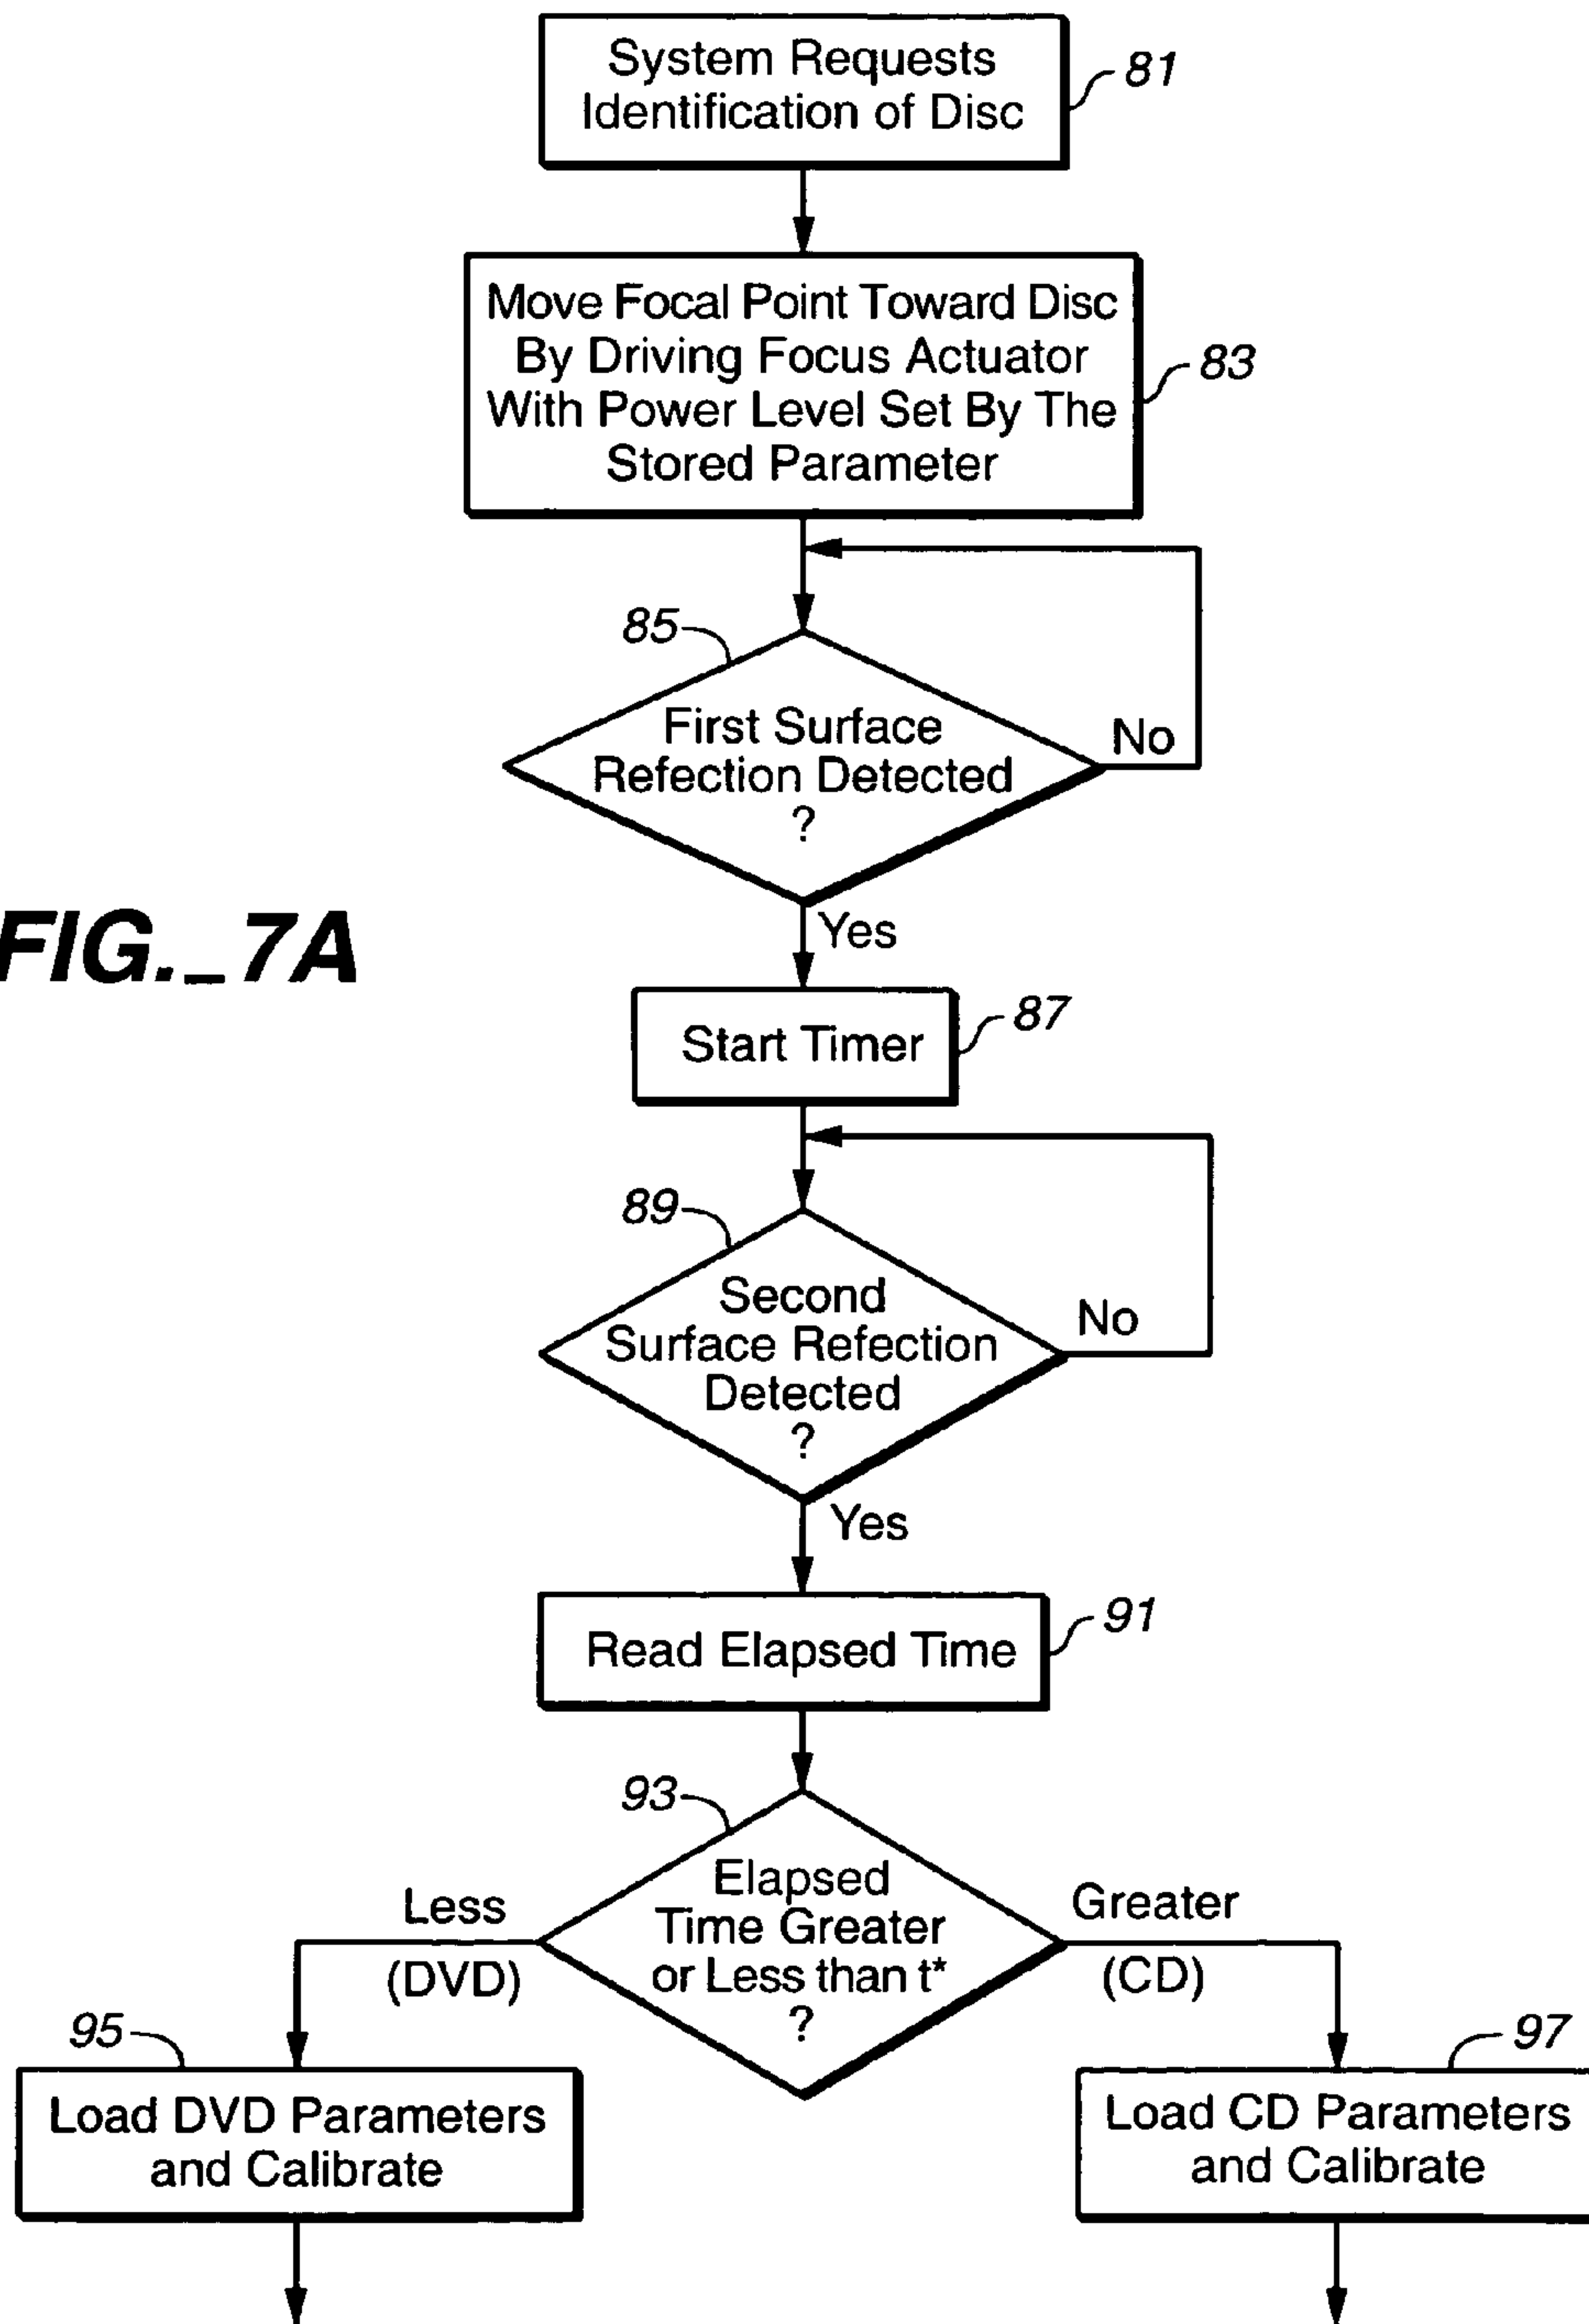 System Requests
Identification of Disc
81
Move Focal Point Toward Disc
By Driving Focus Actuator
With Power Level Set By The
Stored Parameter
83
85
First Surface
Refection Detected
?
No
Yes
FIG._7A
Start Timer
87
89
Second
Surface Refection
Detected
?
No
Yes
Read Elapsed Time
91
93
Elapsed
Time Greater
or Less than t*
?
Less
(DVD)
Greater
(CD)
95
Load DVD Parameters
and Calibrate
97
Load CD Parameters
and Calibrate